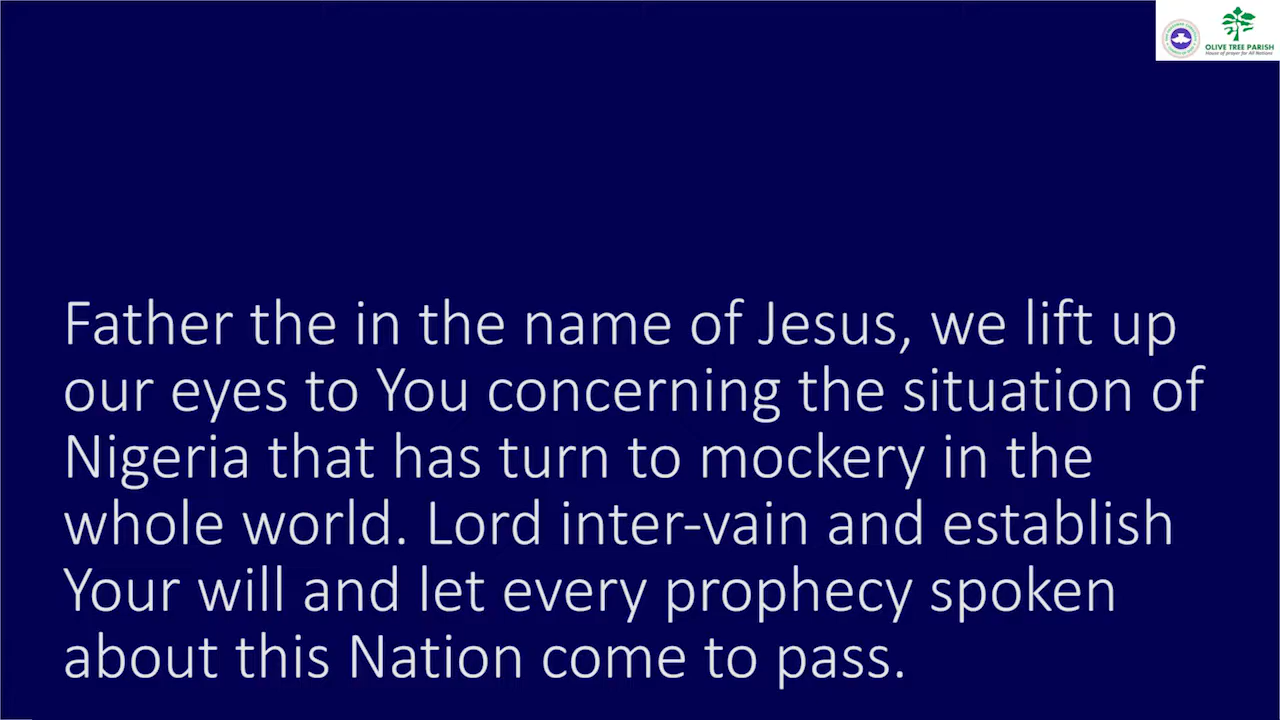 OLIVE TREE PARISH
House of prayer for All Nations
Father the in the name of Jesus, we lift up
our eyes to You concerning the situation of
Nigeria that has turn to mockery in the
whole world. Lord inter-vain and establish
Your will and let every prophecy spoken
about this Nation come to pass.